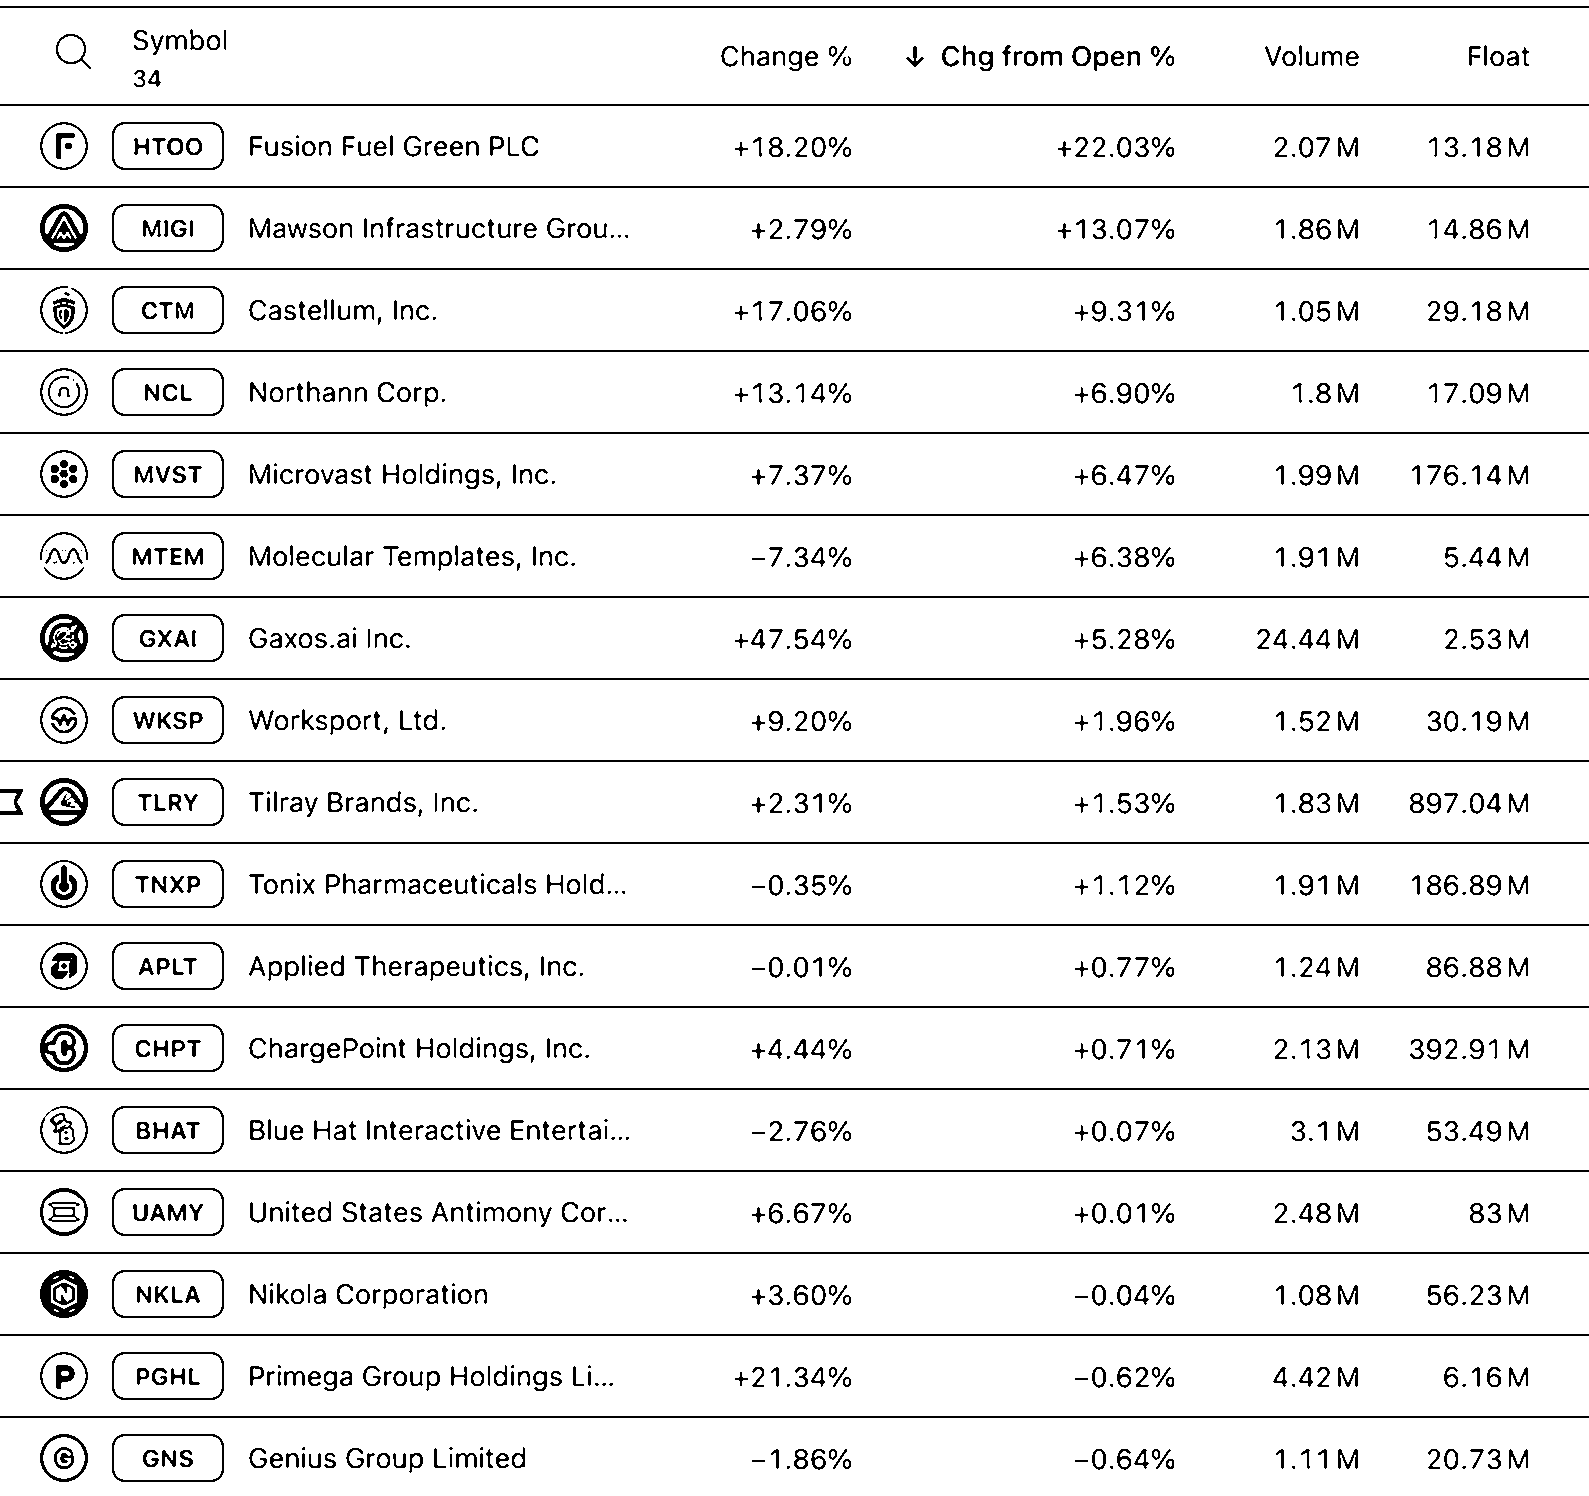 Symbol Change % ↓ Chg from Open % Volume Float
34
HTOO Fusion Fuel Green PLC +18.20% +22.03% 2.07 M 13.18 M
MIGI Mawson Infrastructure Grou... +2.79% +13.07% 1.86 M 14.86 M
CTM Castellum, Inc. +17.06% +9.31% 1.05 M 29.18 M
NCL Northann Corp. +13.14% +6.90% 1.8 M 17.09 M
MVST Microvast Holdings, Inc. +7.37% +6.47% 1.99 M 176.14 M
MTEM Molecular Templates, Inc. −7.34% +6.38% 1.91 M 5.44 M
GXAI Gaxos.ai Inc. +47.54% +5.28% 24.44 M 2.53 M
WKSP Worksport, Ltd. +9.20% +1.96% 1.52 M 30.19 M
TLRY Tilray Brands, Inc. +2.31% +1.53% 1.83 M 897.04 M
TNXP Tonix Pharmaceuticals Hold... −0.35% +1.12% 1.91 M 186.89 M
APLT Applied Therapeutics, Inc. −0.01% +0.77% 1.24 M 86.88 M
CHPT ChargePoint Holdings, Inc. +4.44% +0.71% 2.13 M 392.91 M
BHAT Blue Hat Interactive Entertai... −2.76% +0.07% 3.1 M 53.49 M
UAMY United States Antimony Cor... +6.67% +0.01% 2.48 M 83 M
NKLA Nikola Corporation +3.60% −0.04% 1.08 M 56.23 M
PGHL Primega Group Holdings Li... +21.34% −0.62% 4.42 M 6.16 M
GNS Genius Group Limited −1.86% −0.64% 1.11 M 20.73 M